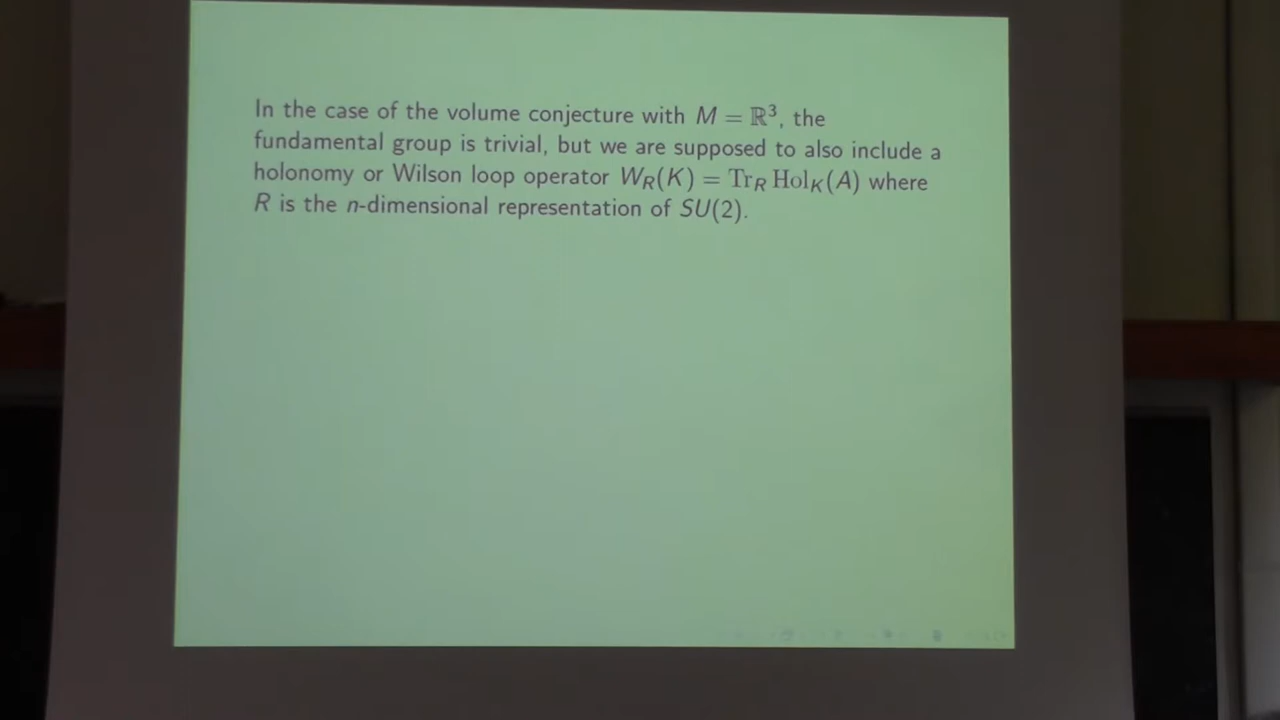 In the case of the volume conjecture with M = ℝ³, the
fundamental group is trivial, but we are supposed to also include a
holonomy or Wilson loop operator W_R(K) = Tr_R Hol_K(A) where
R is the n-dimensional representation of SU(2).